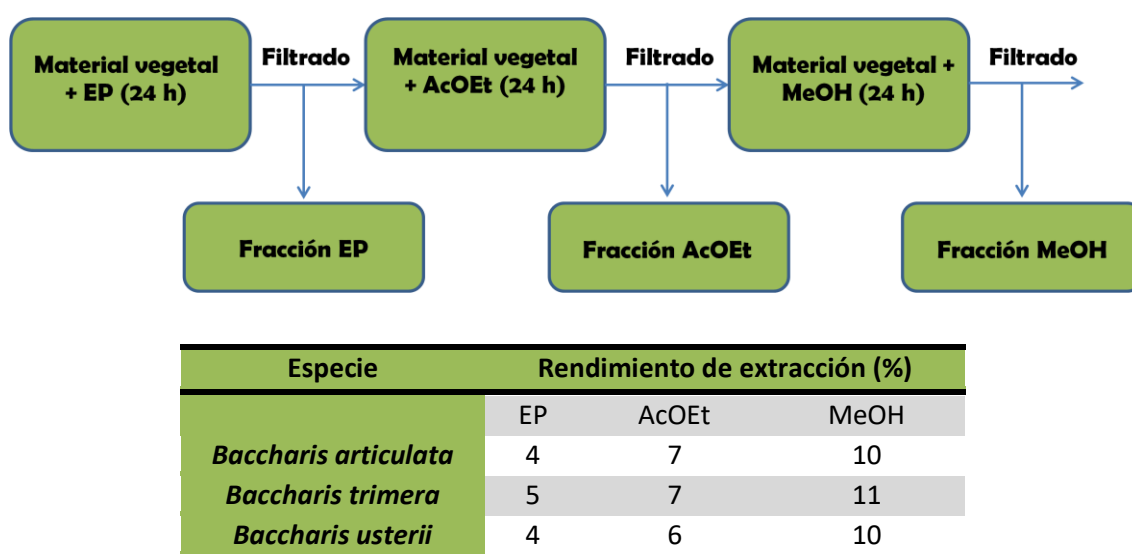 Material vegetal
+ EP (24 h)
Filtrado
Material vegetal
+ AcOEt (24 h)
Filtrado
Material vegetal +
MeOH (24 h)
Filtrado
Fracción EP
Fracción AcOEt
Fracción MeOH
Especie Rendimiento de extracción (%)
EP AcOEt MeOH
Baccharis articulata 4 7 10
Baccharis trimera 5 7 11
Baccharis usterii 4 6 10